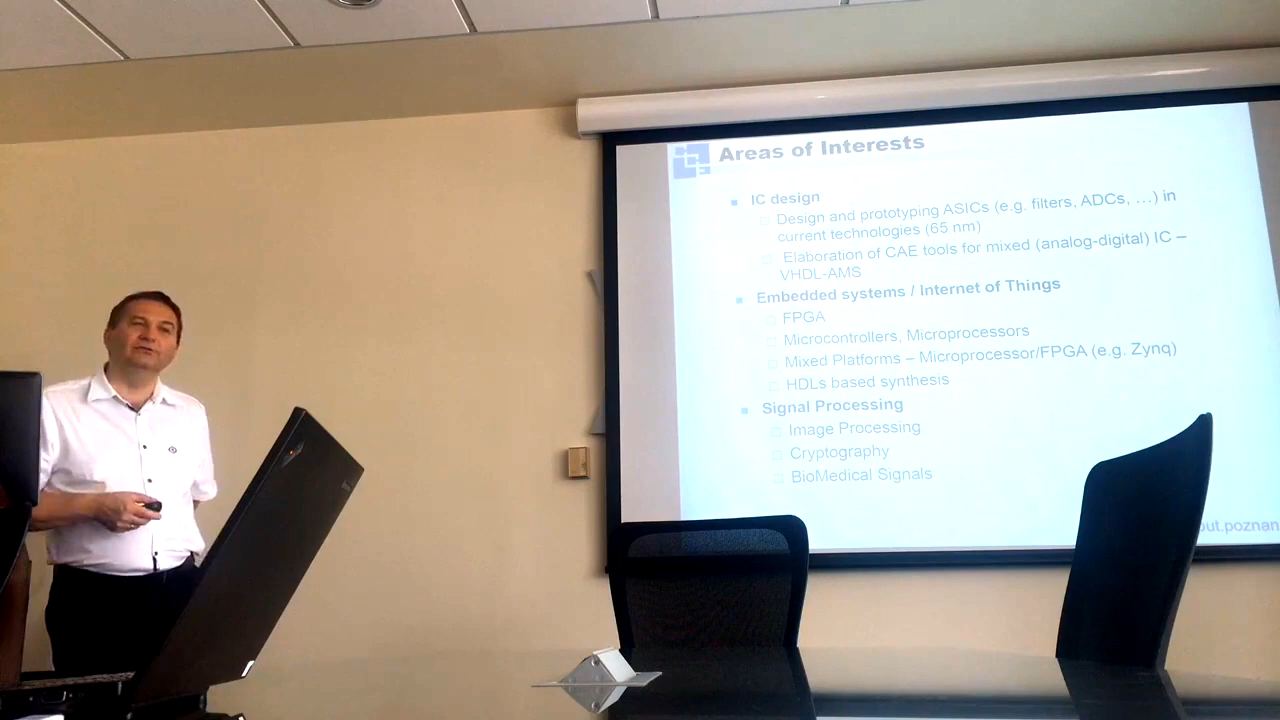 Areas of Interests
IC design
Design and prototyping ASICs (e.g. filters, ADCs, …) in
current technologies (65 nm)
Elaboration of CAE tools for mixed (analog-digital) IC –
VHDL-AMS
Embedded systems / Internet of Things
FPGA
Microcontrollers, Microprocessors
Mixed Platforms – Microprocessor/FPGA (e.g. Zynq)
HDLs based synthesis
Signal Processing
Image Processing
Cryptography
BioMedical Signals
put.poznan